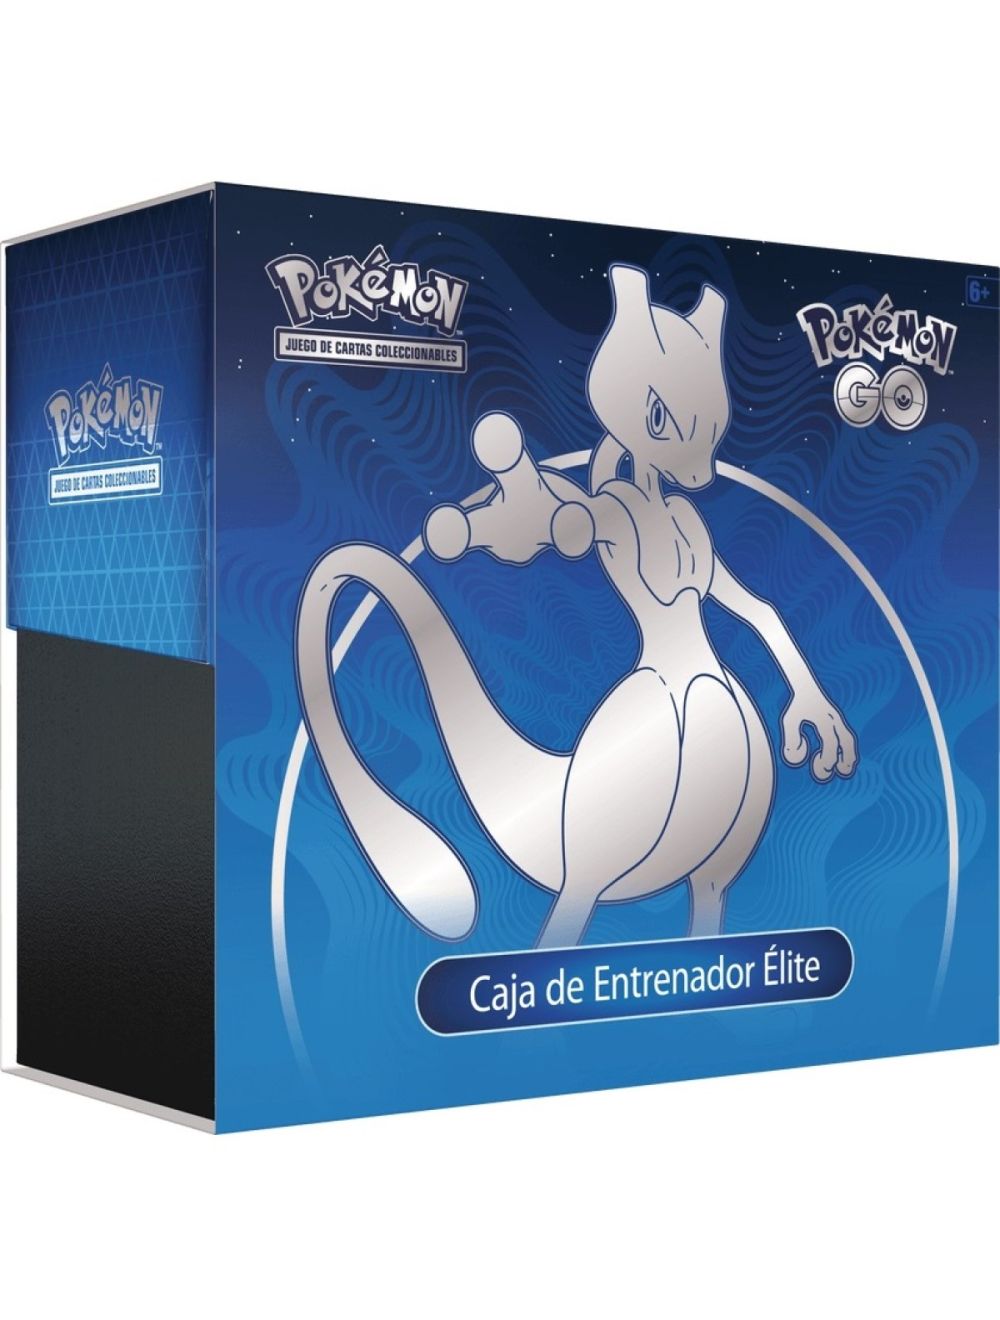 POKéMON
JUEGO DE CARTAS COLECCIONABLES
6+
POKéMON
GO
POKéMON
JUEGO DE CARTAS COLECCIONABLES
Caja de Entrenador Élite